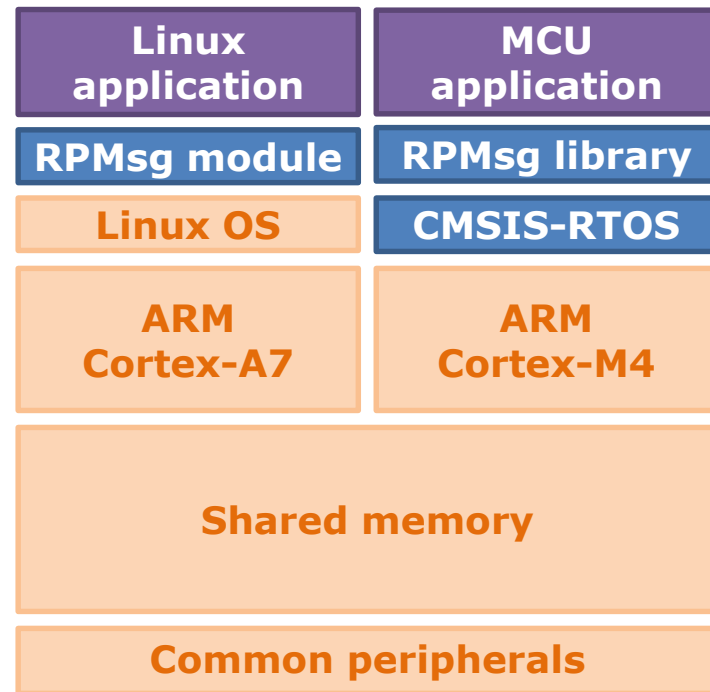 Linux
application
MCU
application
RPMsg module
RPMsg library
Linux OS
CMSIS-RTOS
ARM
Cortex-A7
ARM
Cortex-M4
Shared memory
Common peripherals